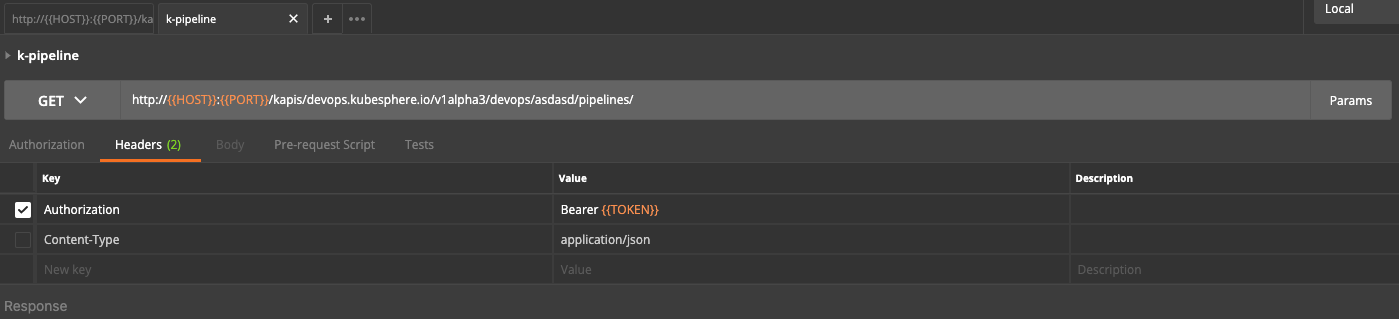 http://{{HOST}}:{{PORT}}/ka
k-pipeline
Local
k-pipeline
GET http://{{HOST}}:{{PORT}}/kapis/devops.kubesphere.io/v1alpha3/devops/asdasd/pipelines/ Params
Authorization Headers (2) Body Pre-request Script Tests
Key Value Description
Authorization Bearer {{TOKEN}}
Content-Type application/json
New key Value Description
Response